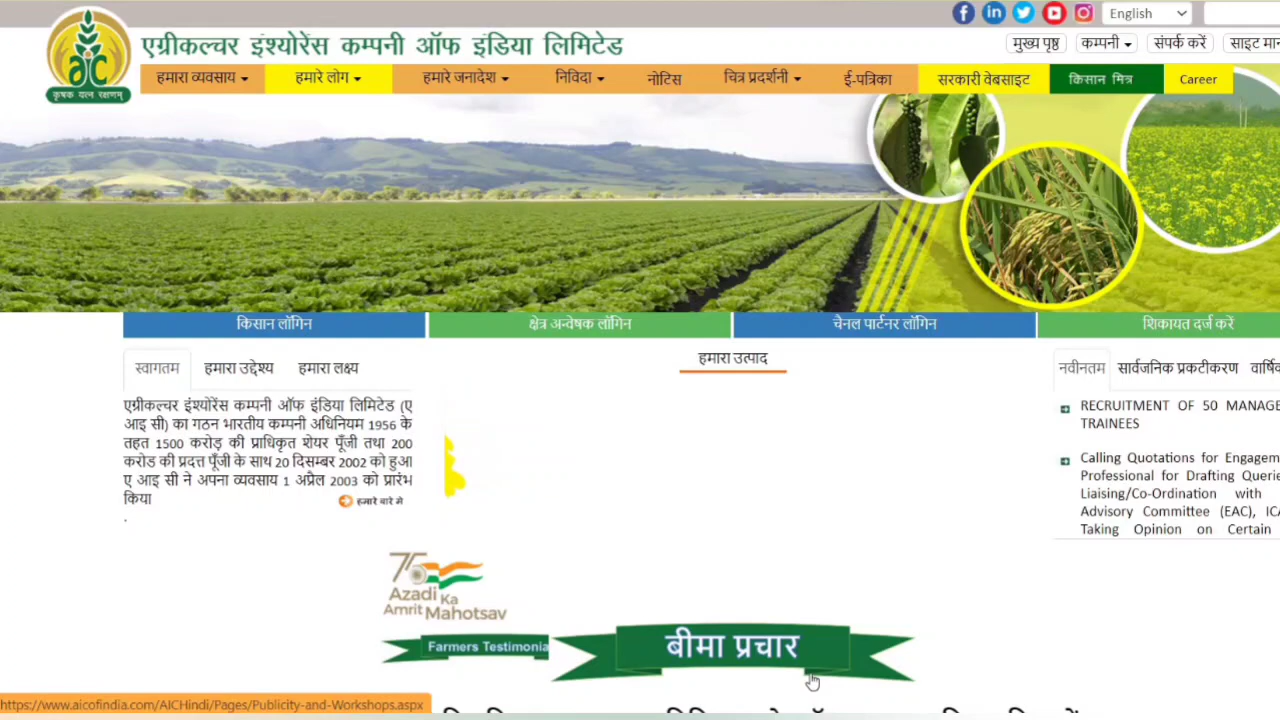 English
एग्रीकल्चर इंश्योरेंस कम्पनी ऑफ इंडिया लिमिटेड
मुख्य पृष्ठ कम्पनी संपर्क करें साइट मान
aic
कृषक यत्न रक्षणम्
हमारा व्यवसाय हमारे लोग हमारे जनादेश निविदा नोटिस चित्र प्रदर्शनी ई-पत्रिका सरकारी वेबसाइट किसान मित्र Career
किसान लॉगिन क्षेत्र अन्वेषक लॉगिन चैनल पार्टनर लॉगिन शिकायत दर्ज करें
स्वागतम हमारा उद्देश्य हमारा लक्ष्य
एग्रीकल्चर इंश्योरेंस कम्पनी ऑफ इंडिया लिमिटेड (ए
आइ सी) का गठन भारतीय कम्पनी अधिनियम 1956 के
तहत 1500 करोड़ की प्राधिकृत शेयर पूँजी तथा 200
करोड की प्रदत्त पूँजी के साथ 20 दिसम्बर 2002 को हुआ
ए आइ सी ने अपना व्यवसाय 1 अप्रैल 2003 को प्रारंभ
किया
हमारे बारे मे
.
हमारा उत्पाद
नवीनतम सार्वजनिक प्रकटीकरण वार्षिक
RECRUITMENT OF 50 MANAGE
TRAINEES
Calling Quotations for Engagem
Professional for Drafting Querie
Liaising/Co-Ordination with
Advisory Committee (EAC), ICA
Taking Opinion on Certain
75
Azadi Ka
Amrit Mahotsav
Farmers Testimonia
बीमा प्रचार
https://www.aicofindia.com/AICHindi/Pages/Publicity-and-Workshops.aspx